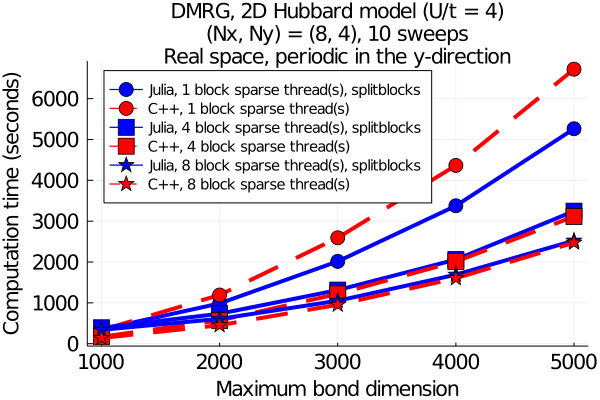 DMRG, 2D Hubbard model (U/t = 4)
(Nx, Ny) = (8, 4), 10 sweeps
Real space, periodic in the y-direction
Julia, 1 block sparse thread(s), splitblocks
C++, 1 block sparse thread(s)
Julia, 4 block sparse thread(s), splitblocks
C++, 4 block sparse thread(s)
Julia, 8 block sparse thread(s), splitblocks
C++, 8 block sparse thread(s)
Computation time (seconds)
6000
5000
4000
3000
2000
1000
0
1000 2000 3000 4000 5000
Maximum bond dimension